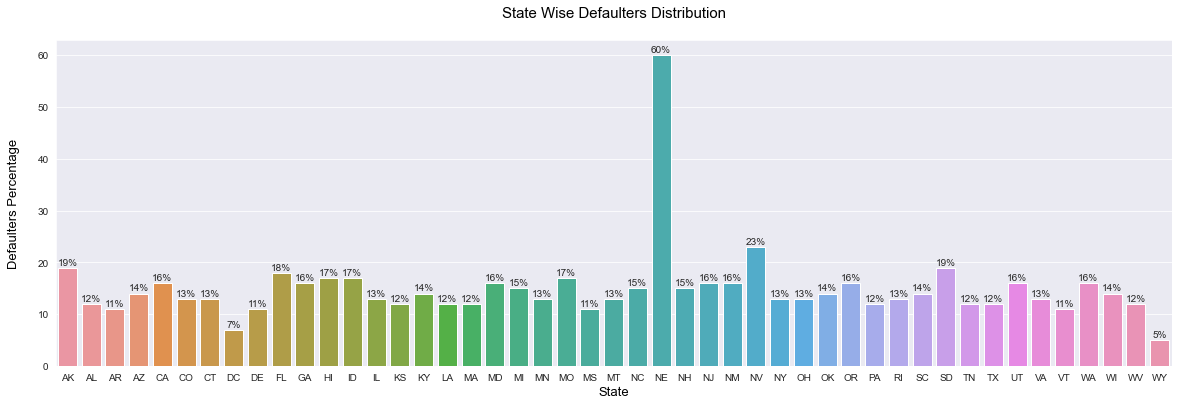 State Wise Defaulters Distribution
Defaulters Percentage
60
50
40
30
20
10
0
19% 12% 11% 14% 16% 13% 13% 7% 11% 18% 16% 17% 17% 13% 12% 14% 12% 12% 16% 15% 13% 17% 11% 13% 15% 60% 15% 16% 16% 23% 13% 13% 14% 16% 12% 13% 14% 19% 12% 12% 16% 13% 11% 16% 14% 12% 5%
AK AL AR AZ CA CO CT DC DE FL GA HI ID IL KS KY LA MA MD MI MN MO MS MT NC NE NH NJ NM NV NY OH OK OR PA RI SC SD TN TX UT VA VT WA WI WV WY
State